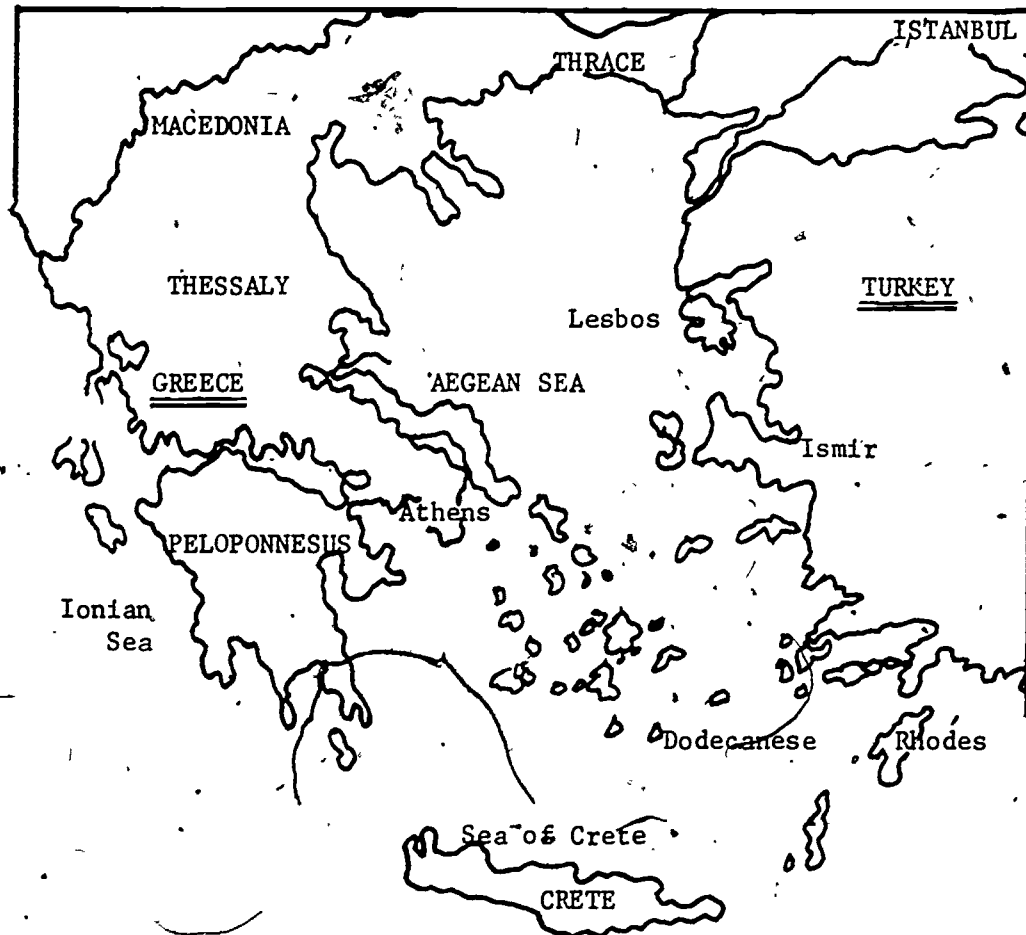 ISTANBUL
THRACE
MACEDONIA
THESSALY
TURKEY
Lesbos
GREECE
AEGEAN SEA
Ismir
Athens
PELOPONNESUS
Ionian
Sea
Dodecanese
Rhodes
Sea of Crete
CRETE